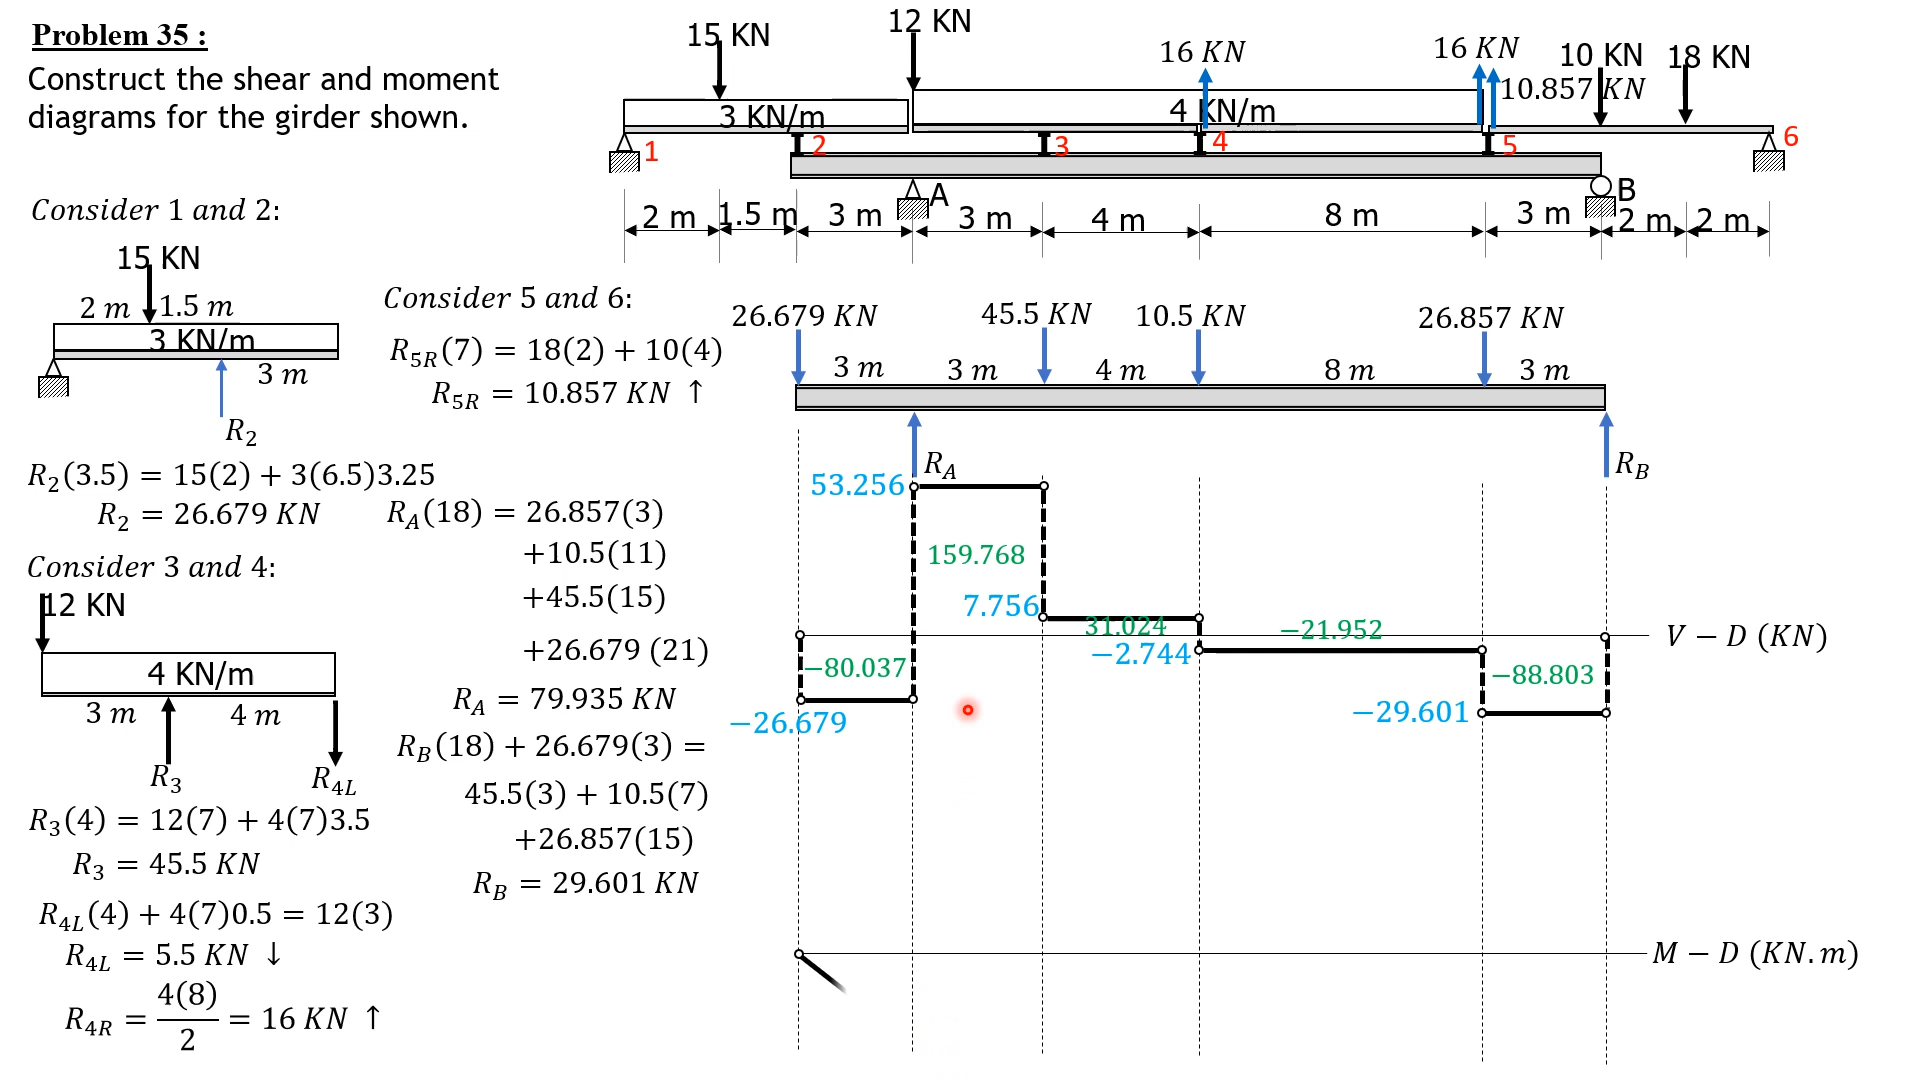 Problem 35 :
Construct the shear and moment
diagrams for the girder shown.
15 KN
12 KN
16 KN
16 KN
10 KN
18 KN
10.857 KN
3 KN/m
4 KN/m
1
2
3
4
5
6
A
B
2 m
1.5 m
3 m
3 m
4 m
8 m
3 m
2 m
2 m
Consider 1 and 2:
15 KN
2 m
1.5 m
3 KN/m
3 m
R₂
R₂(3.5) = 15(2) + 3(6.5)3.25
R₂ = 26.679 KN
Consider 3 and 4:
12 KN
4 KN/m
3 m
4 m
R₃
R₄L
R₃(4) = 12(7) + 4(7)3.5
R₃ = 45.5 KN
R₄L(4) + 4(7)0.5 = 12(3)
R₄L = 5.5 KN ↓
R₄R = 4(8)/2 = 16 KN ↑
Consider 5 and 6:
R₅R(7) = 18(2) + 10(4)
R₅R = 10.857 KN ↑
R_A(18) = 26.857(3)
+10.5(11)
+45.5(15)
+26.679 (21)
R_A = 79.935 KN
R_B(18) + 26.679(3) =
45.5(3) + 10.5(7)
+26.857(15)
R_B = 29.601 KN
26.679 KN
45.5 KN
10.5 KN
26.857 KN
3 m
3 m
4 m
8 m
3 m
R_A
R_B
53.256
159.768
7.756
31.024
−21.952
V − D (KN)
−2.744
−80.037
−88.803
−26.679
−29.601
M − D (KN.m)